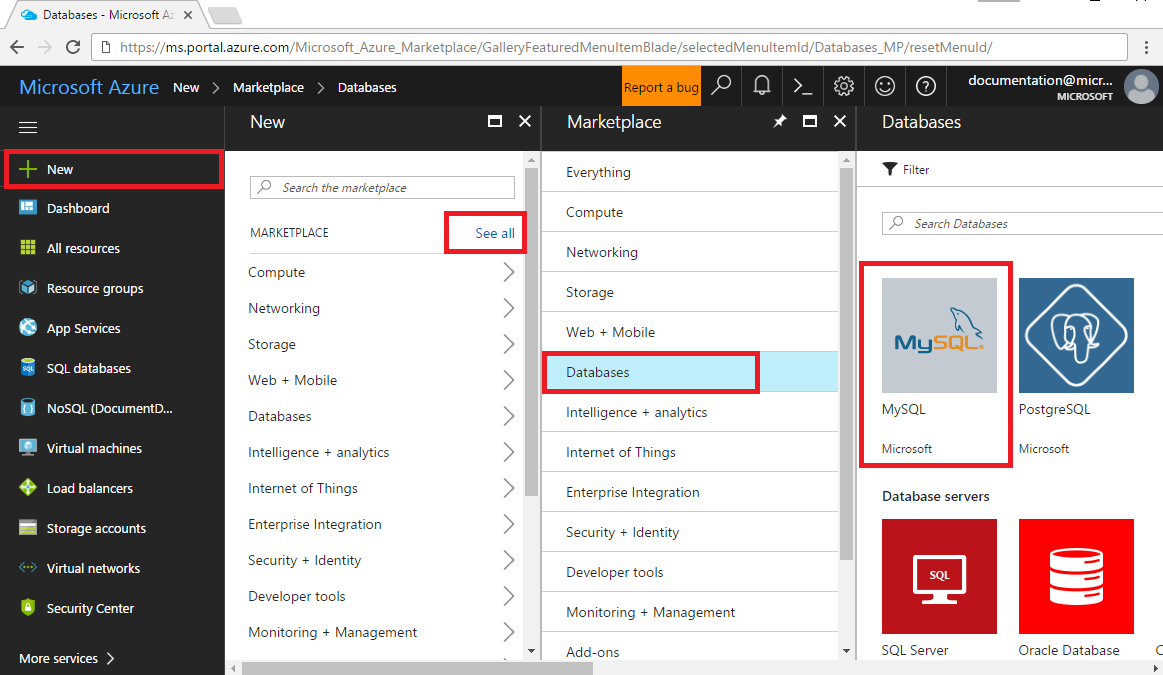 Databases - Microsoft Az
https://ms.portal.azure.com/Microsoft_Azure_Marketplace/GalleryFeaturedMenuItemBlade/selectedMenuItemId/Databases_MP/resetMenuId/
Microsoft Azure New Marketplace Databases
Report a bug
documentation@micr...
MICROSOFT
New
Dashboard
All resources
Resource groups
App Services
SQL
SQL databases
NoSQL (DocumentD...
Virtual machines
Load balancers
Storage accounts
Virtual networks
Security Center
More services
New
Search the marketplace
MARKETPLACE
See all
Compute
Networking
Storage
Web + Mobile
Databases
Intelligence + analytics
Internet of Things
Enterprise Integration
Security + Identity
Developer tools
Monitoring + Management
Marketplace
Everything
Compute
Networking
Storage
Web + Mobile
Databases
Intelligence + analytics
Internet of Things
Enterprise Integration
Security + Identity
Developer tools
Monitoring + Management
Add-ons
Databases
Filter
Search Databases
MySQL
MySQL
Microsoft
PostgreSQL
Microsoft
Database servers
SQL
SQL Server
Oracle Database